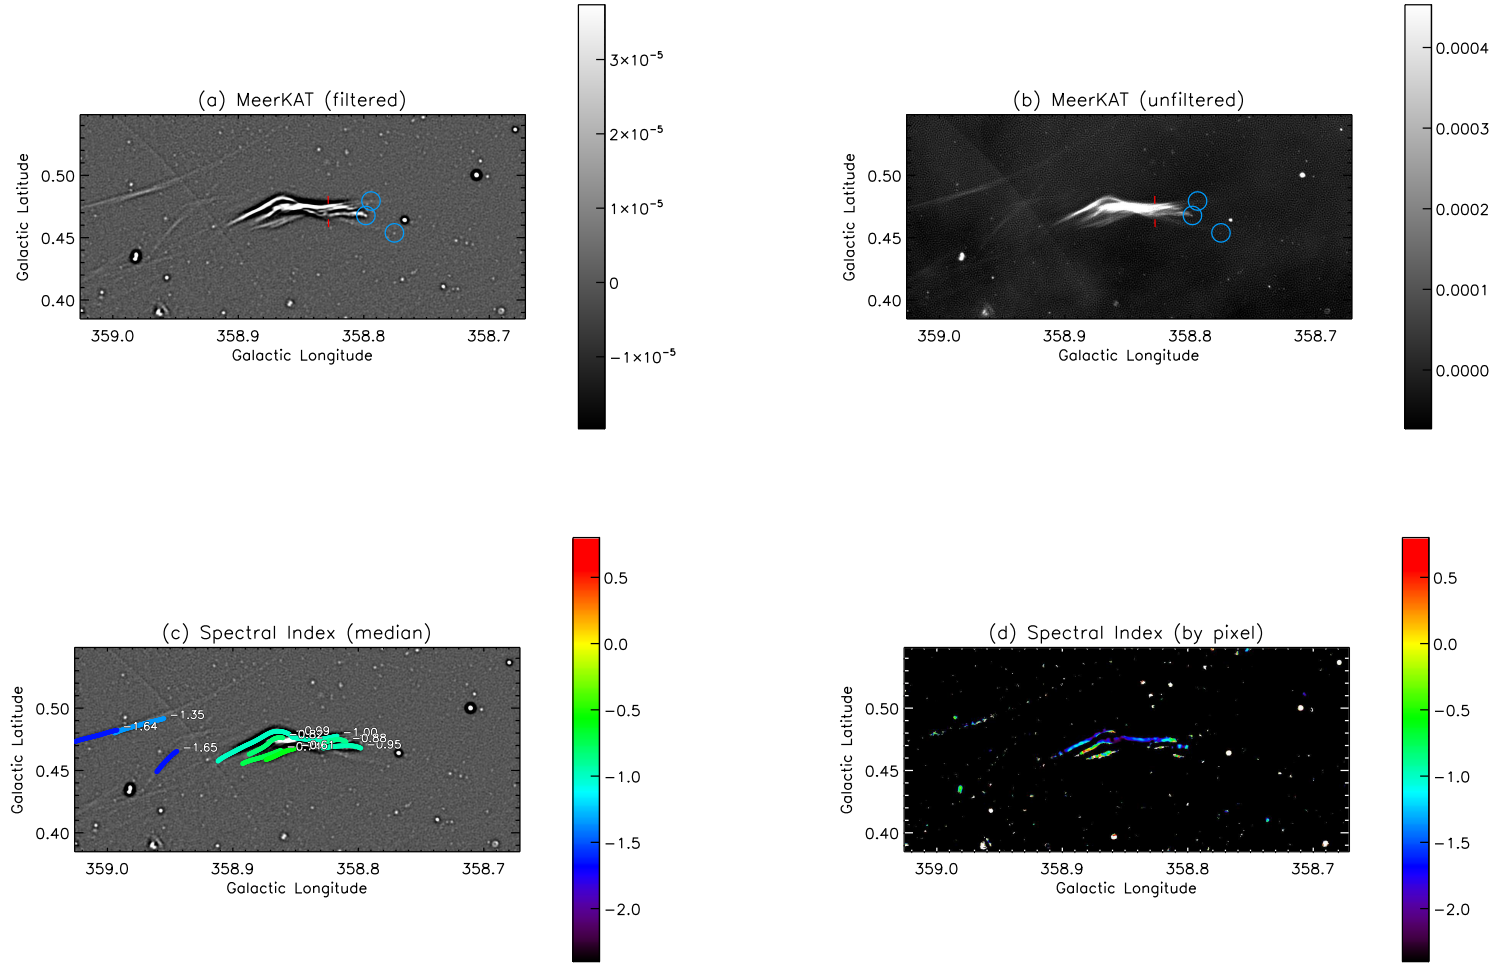 (a) MeerKAT (filtered)
Galactic Latitude
0.50
0.45
0.40
359.0 358.9 358.8 358.7
Galactic Longitude
3×10⁻⁵
2×10⁻⁵
1×10⁻⁵
0
−1×10⁻⁵
(b) MeerKAT (unfiltered)
Galactic Latitude
0.50
0.45
0.40
359.0 358.9 358.8 358.7
Galactic Longitude
0.0004
0.0003
0.0002
0.0001
0.0000
(c) Spectral Index (median)
Galactic Latitude
0.50
0.45
0.40
−1.35
−1.64
−1.65
−1.00
−0.88
−0.95
359.0 358.9 358.8 358.7
Galactic Longitude
0.5
0.0
−0.5
−1.0
−1.5
−2.0
(d) Spectral Index (by pixel)
Galactic Latitude
0.50
0.45
0.40
359.0 358.9 358.8 358.7
Galactic Longitude
0.5
0.0
−0.5
−1.0
−1.5
−2.0